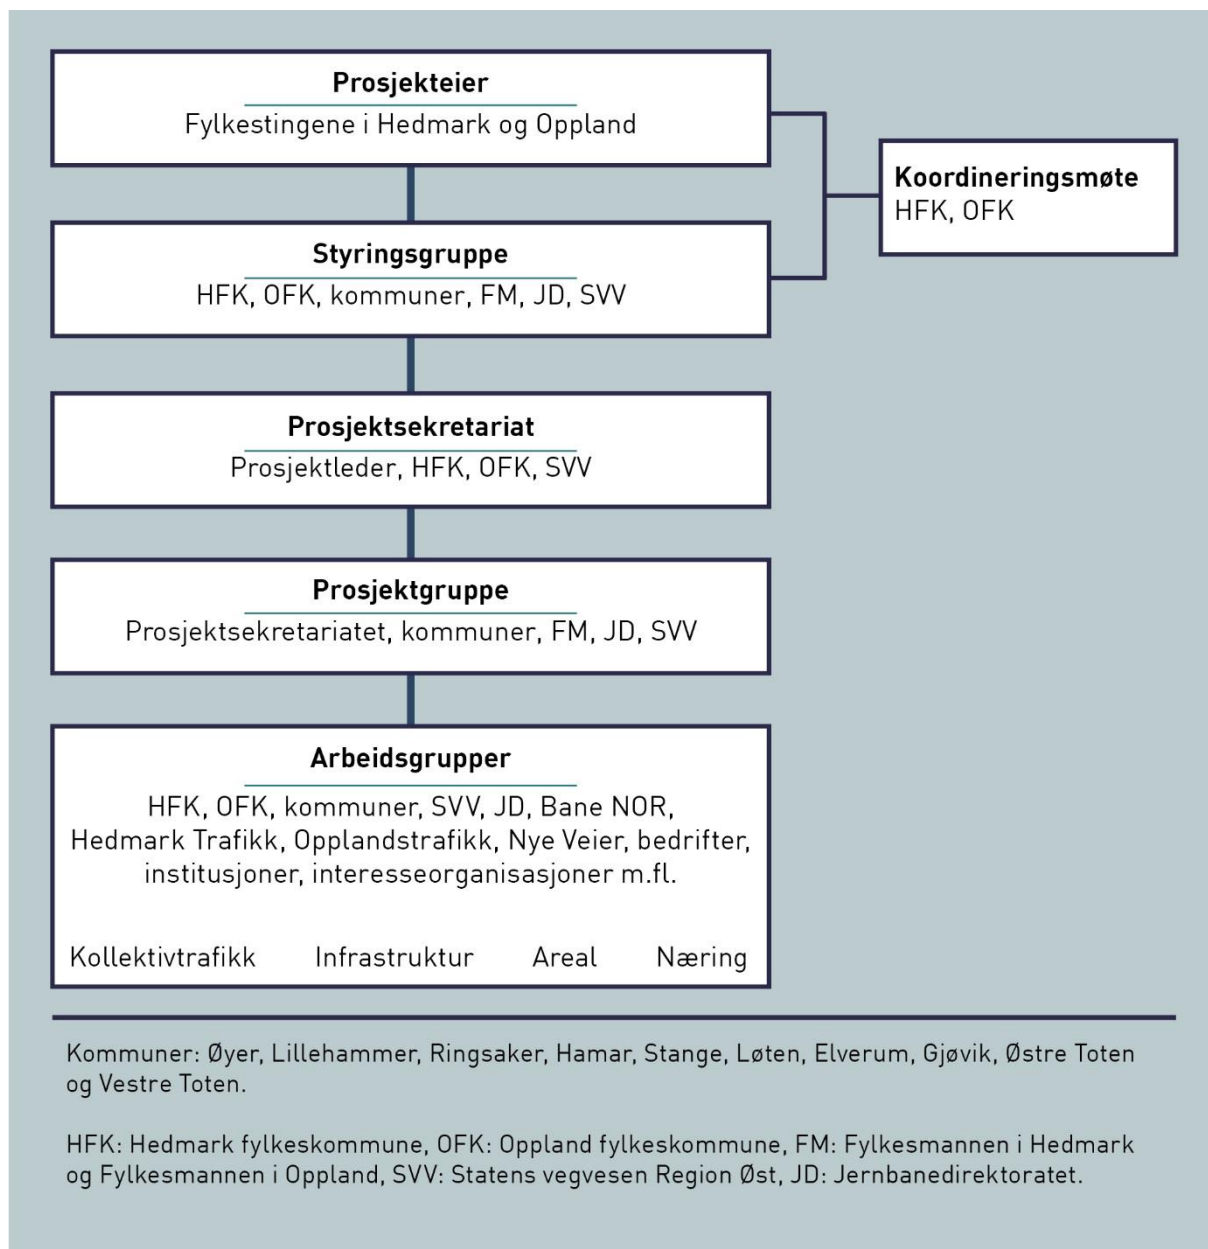 Prosjekteier
Fylkestingene i Hedmark og Oppland
Koordineringsmøte
HFK, OFK
Styringsgruppe
HFK, OFK, kommuner, FM, JD, SVV
Prosjektsekretariat
Prosjektleder, HFK, OFK, SVV
Prosjektgruppe
Prosjektsekretariatet, kommuner, FM, JD, SVV
Arbeidsgrupper
HFK, OFK, kommuner, SVV, JD, Bane NOR,
Hedmark Trafikk, Opplandstrafikk, Nye Veier, bedrifter,
institusjoner, interesseorganisasjoner m.fl.
Kollektivtrafikk Infrastruktur Areal Næring
Kommuner: Øyer, Lillehammer, Ringsaker, Hamar, Stange, Løten, Elverum, Gjøvik, Østre Toten
og Vestre Toten.
HFK: Hedmark fylkeskommune, OFK: Oppland fylkeskommune, FM: Fylkesmannen i Hedmark
og Fylkesmannen i Oppland, SVV: Statens vegvesen Region Øst, JD: Jernbanedirektoratet.